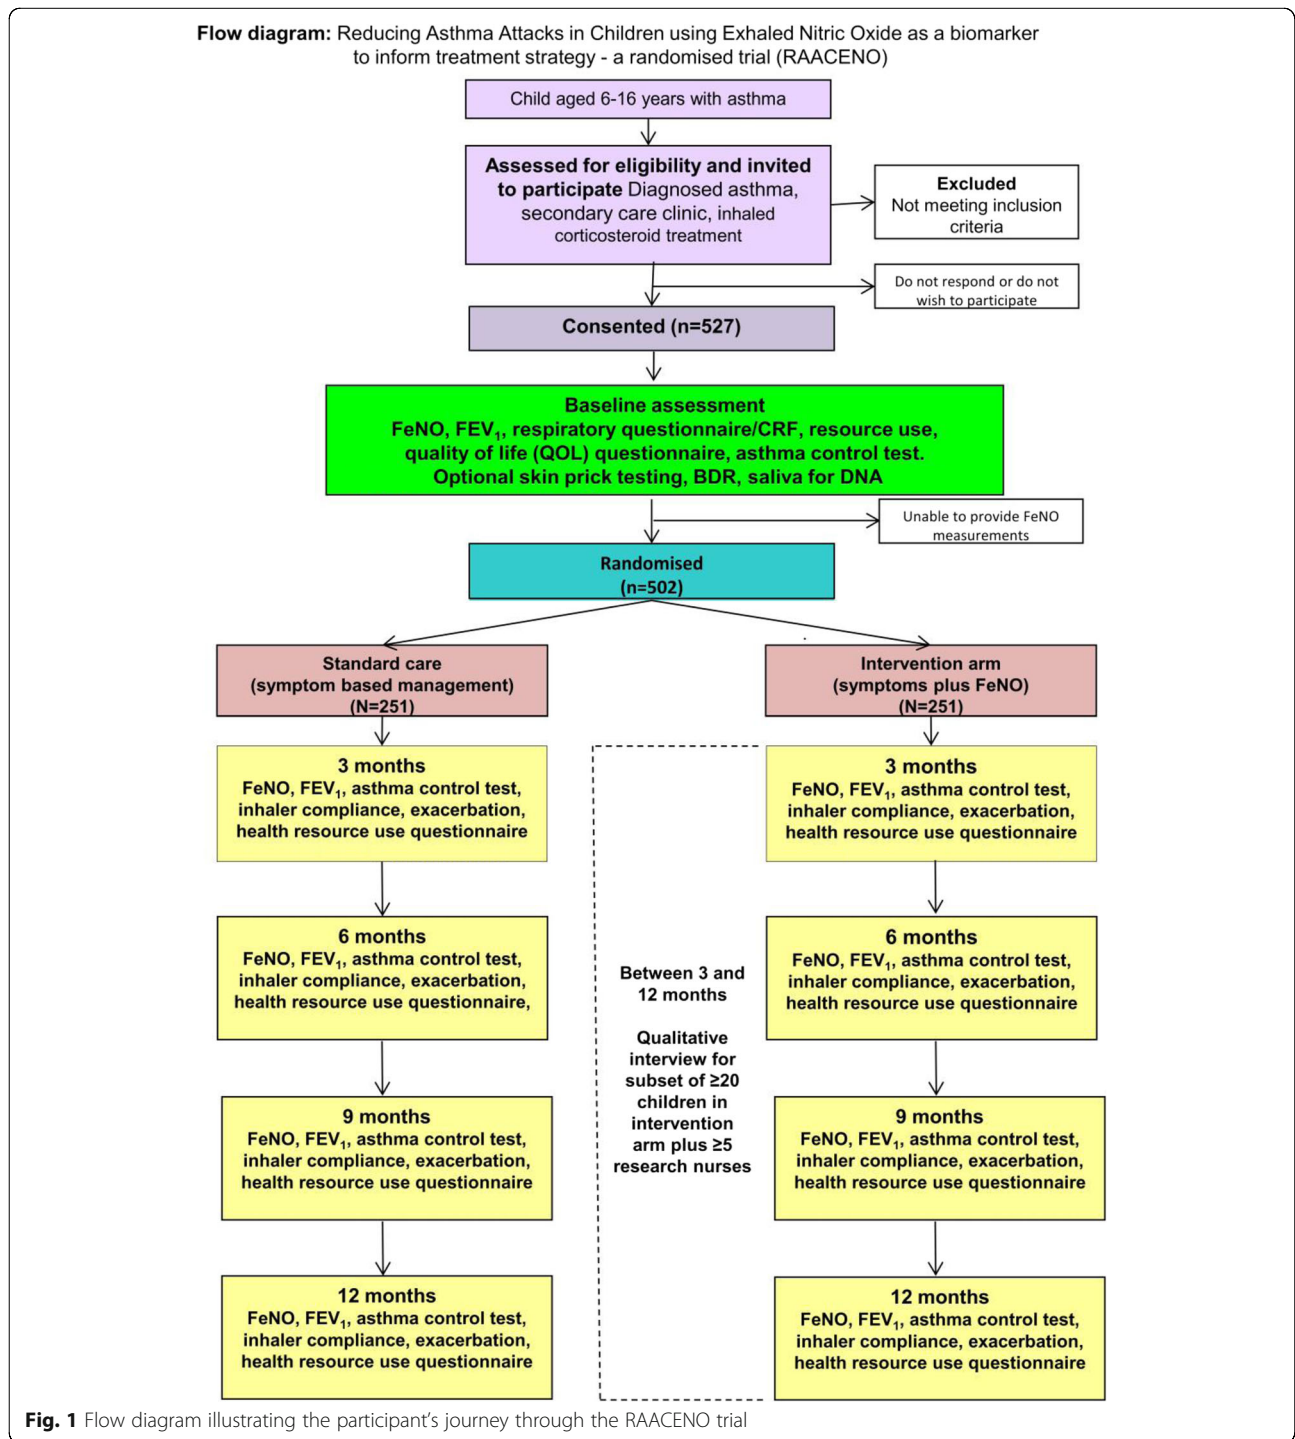 Flow diagram: Reducing Asthma Attacks in Children using Exhaled Nitric Oxide as a biomarker
to inform treatment strategy - a randomised trial (RAACENO)
Child aged 6-16 years with asthma
Assessed for eligibility and invited
to participate Diagnosed asthma,
secondary care clinic, inhaled
corticosteroid treatment
Excluded
Not meeting inclusion
criteria
Do not respond or do not
wish to participate
Consented (n=527)
Baseline assessment
FeNO, FEV1, respiratory questionnaire/CRF, resource use,
quality of life (QOL) questionnaire, asthma control test.
Optional skin prick testing, BDR, saliva for DNA
Unable to provide FeNO
measurements
Randomised
(n=502)
Standard care
(symptom based management)
(N=251)
Intervention arm
(symptoms plus FeNO)
(N=251)
3 months
FeNO, FEV1, asthma control test,
inhaler compliance, exacerbation,
health resource use questionnaire
3 months
FeNO, FEV1, asthma control test,
inhaler compliance, exacerbation,
health resource use questionnaire
6 months
FeNO, FEV1, asthma control test,
inhaler compliance, exacerbation,
health resource use questionnaire,
Between 3 and
12 months
Qualitative
interview for
subset of ≥20
children in
intervention
arm plus ≥5
research nurses
6 months
FeNO, FEV1, asthma control test,
inhaler compliance, exacerbation,
health resource use questionnaire
9 months
FeNO, FEV1, asthma control test,
inhaler compliance, exacerbation,
health resource use questionnaire
9 months
FeNO, FEV1, asthma control test,
inhaler compliance, exacerbation,
health resource use questionnaire
12 months
FeNO, FEV1, asthma control test,
inhaler compliance, exacerbation,
health resource use questionnaire
12 months
FeNO, FEV1, asthma control test,
inhaler compliance, exacerbation,
health resource use questionnaire
Fig. 1 Flow diagram illustrating the participant's journey through the RAACENO trial